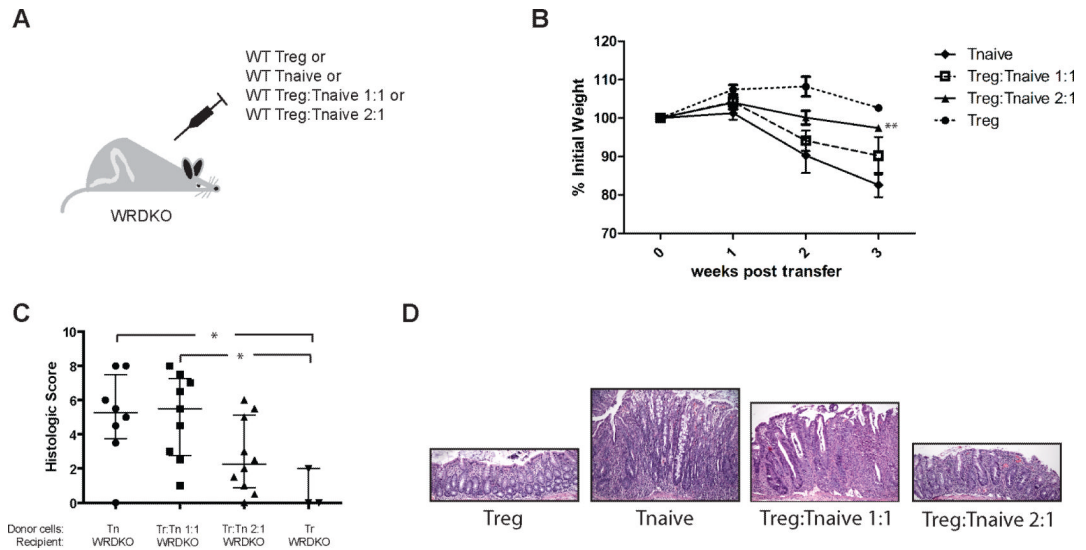 A
WT Treg or
WT Tnaive or
WT Treg:Tnaive 1:1 or
WT Treg:Tnaive 2:1
WRDKO
B
120
110
100
90
80
70
% Initial Weight
0
1
2
3
weeks post transfer
**
Tnaive
Treg:Tnaive 1:1
Treg:Tnaive 2:1
Treg
C
10
8
6
4
2
0
Histologic Score
*
*
Donor cells: Tn Tr:Tn 1:1 Tr:Tn 2:1 Tr
Recipient: WRDKO WRDKO WRDKO WRDKO
D
Treg Tnaive Treg:Tnaive 1:1 Treg:Tnaive 2:1